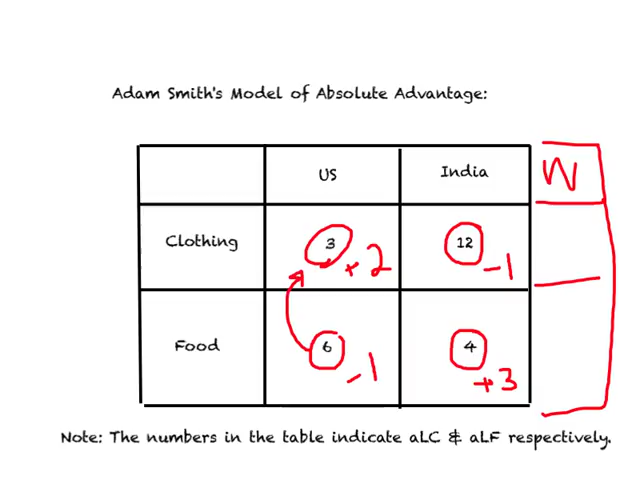 Adam Smith's Model of Absolute Advantage:
US India W
Clothing 3 +2 12 -1
Food 6 -1 4 +3
Note: The numbers in the table indicate aLC & aLF respectively.